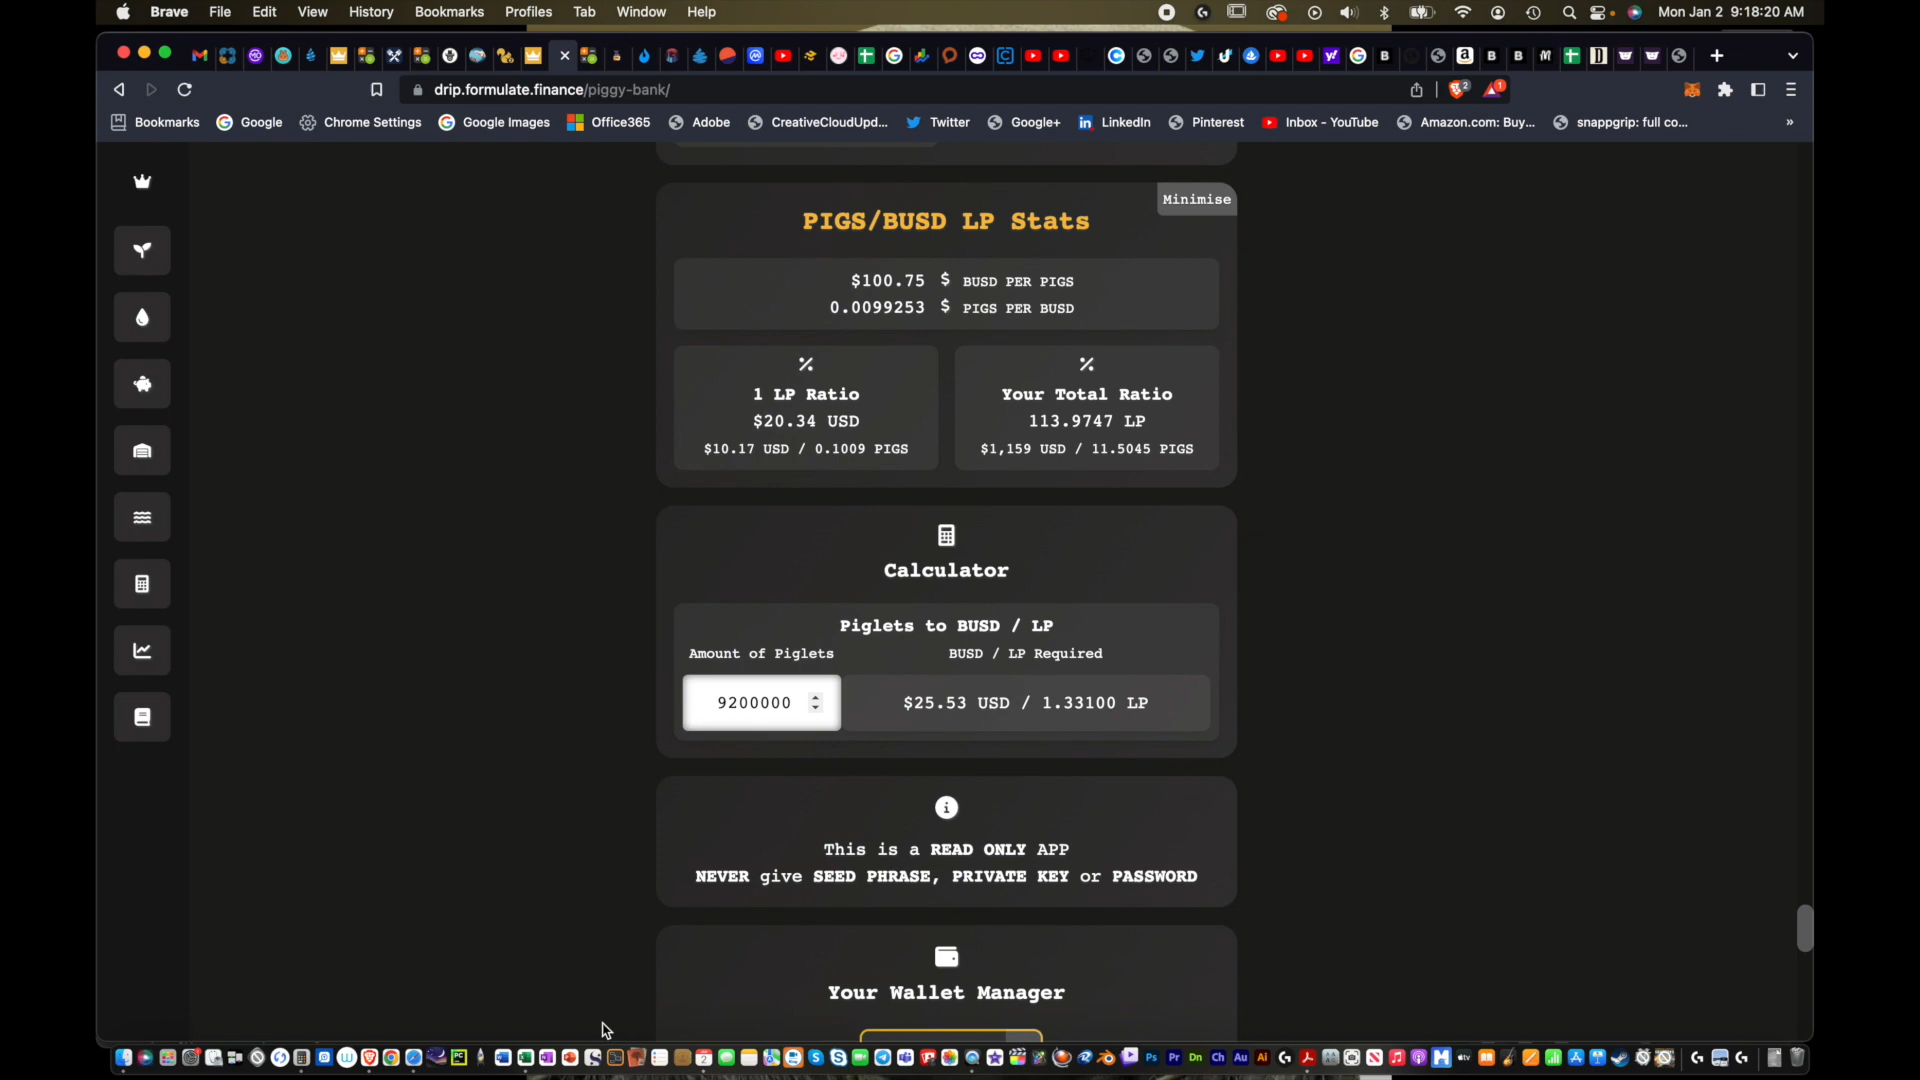 Brave File Edit View History Bookmarks Profiles Tab Window Help Mon Jan 2 9:18:20 AM
drip.formulate.finance/piggy-bank/ 2 1
Bookmarks Google Chrome Settings Google Images Office365 Adobe CreativeCloudUpd... Twitter Google+ LinkedIn Pinterest Inbox - YouTube Amazon.com: Buy... snappgrip: full co... »
Minimise
PIGS/BUSD LP Stats
$100.75 $ BUSD PER PIGS
0.0099253 $ PIGS PER BUSD
1 LP Ratio
$20.34 USD
$10.17 USD / 0.1009 PIGS
Your Total Ratio
113.9747 LP
$1,159 USD / 11.5045 PIGS
Calculator
Piglets to BUSD / LP
Amount of Piglets BUSD / LP Required
9200000 $25.53 USD / 1.33100 LP
This is a READ ONLY APP
NEVER give SEED PHRASE, PRIVATE KEY or PASSWORD
Your Wallet Manager